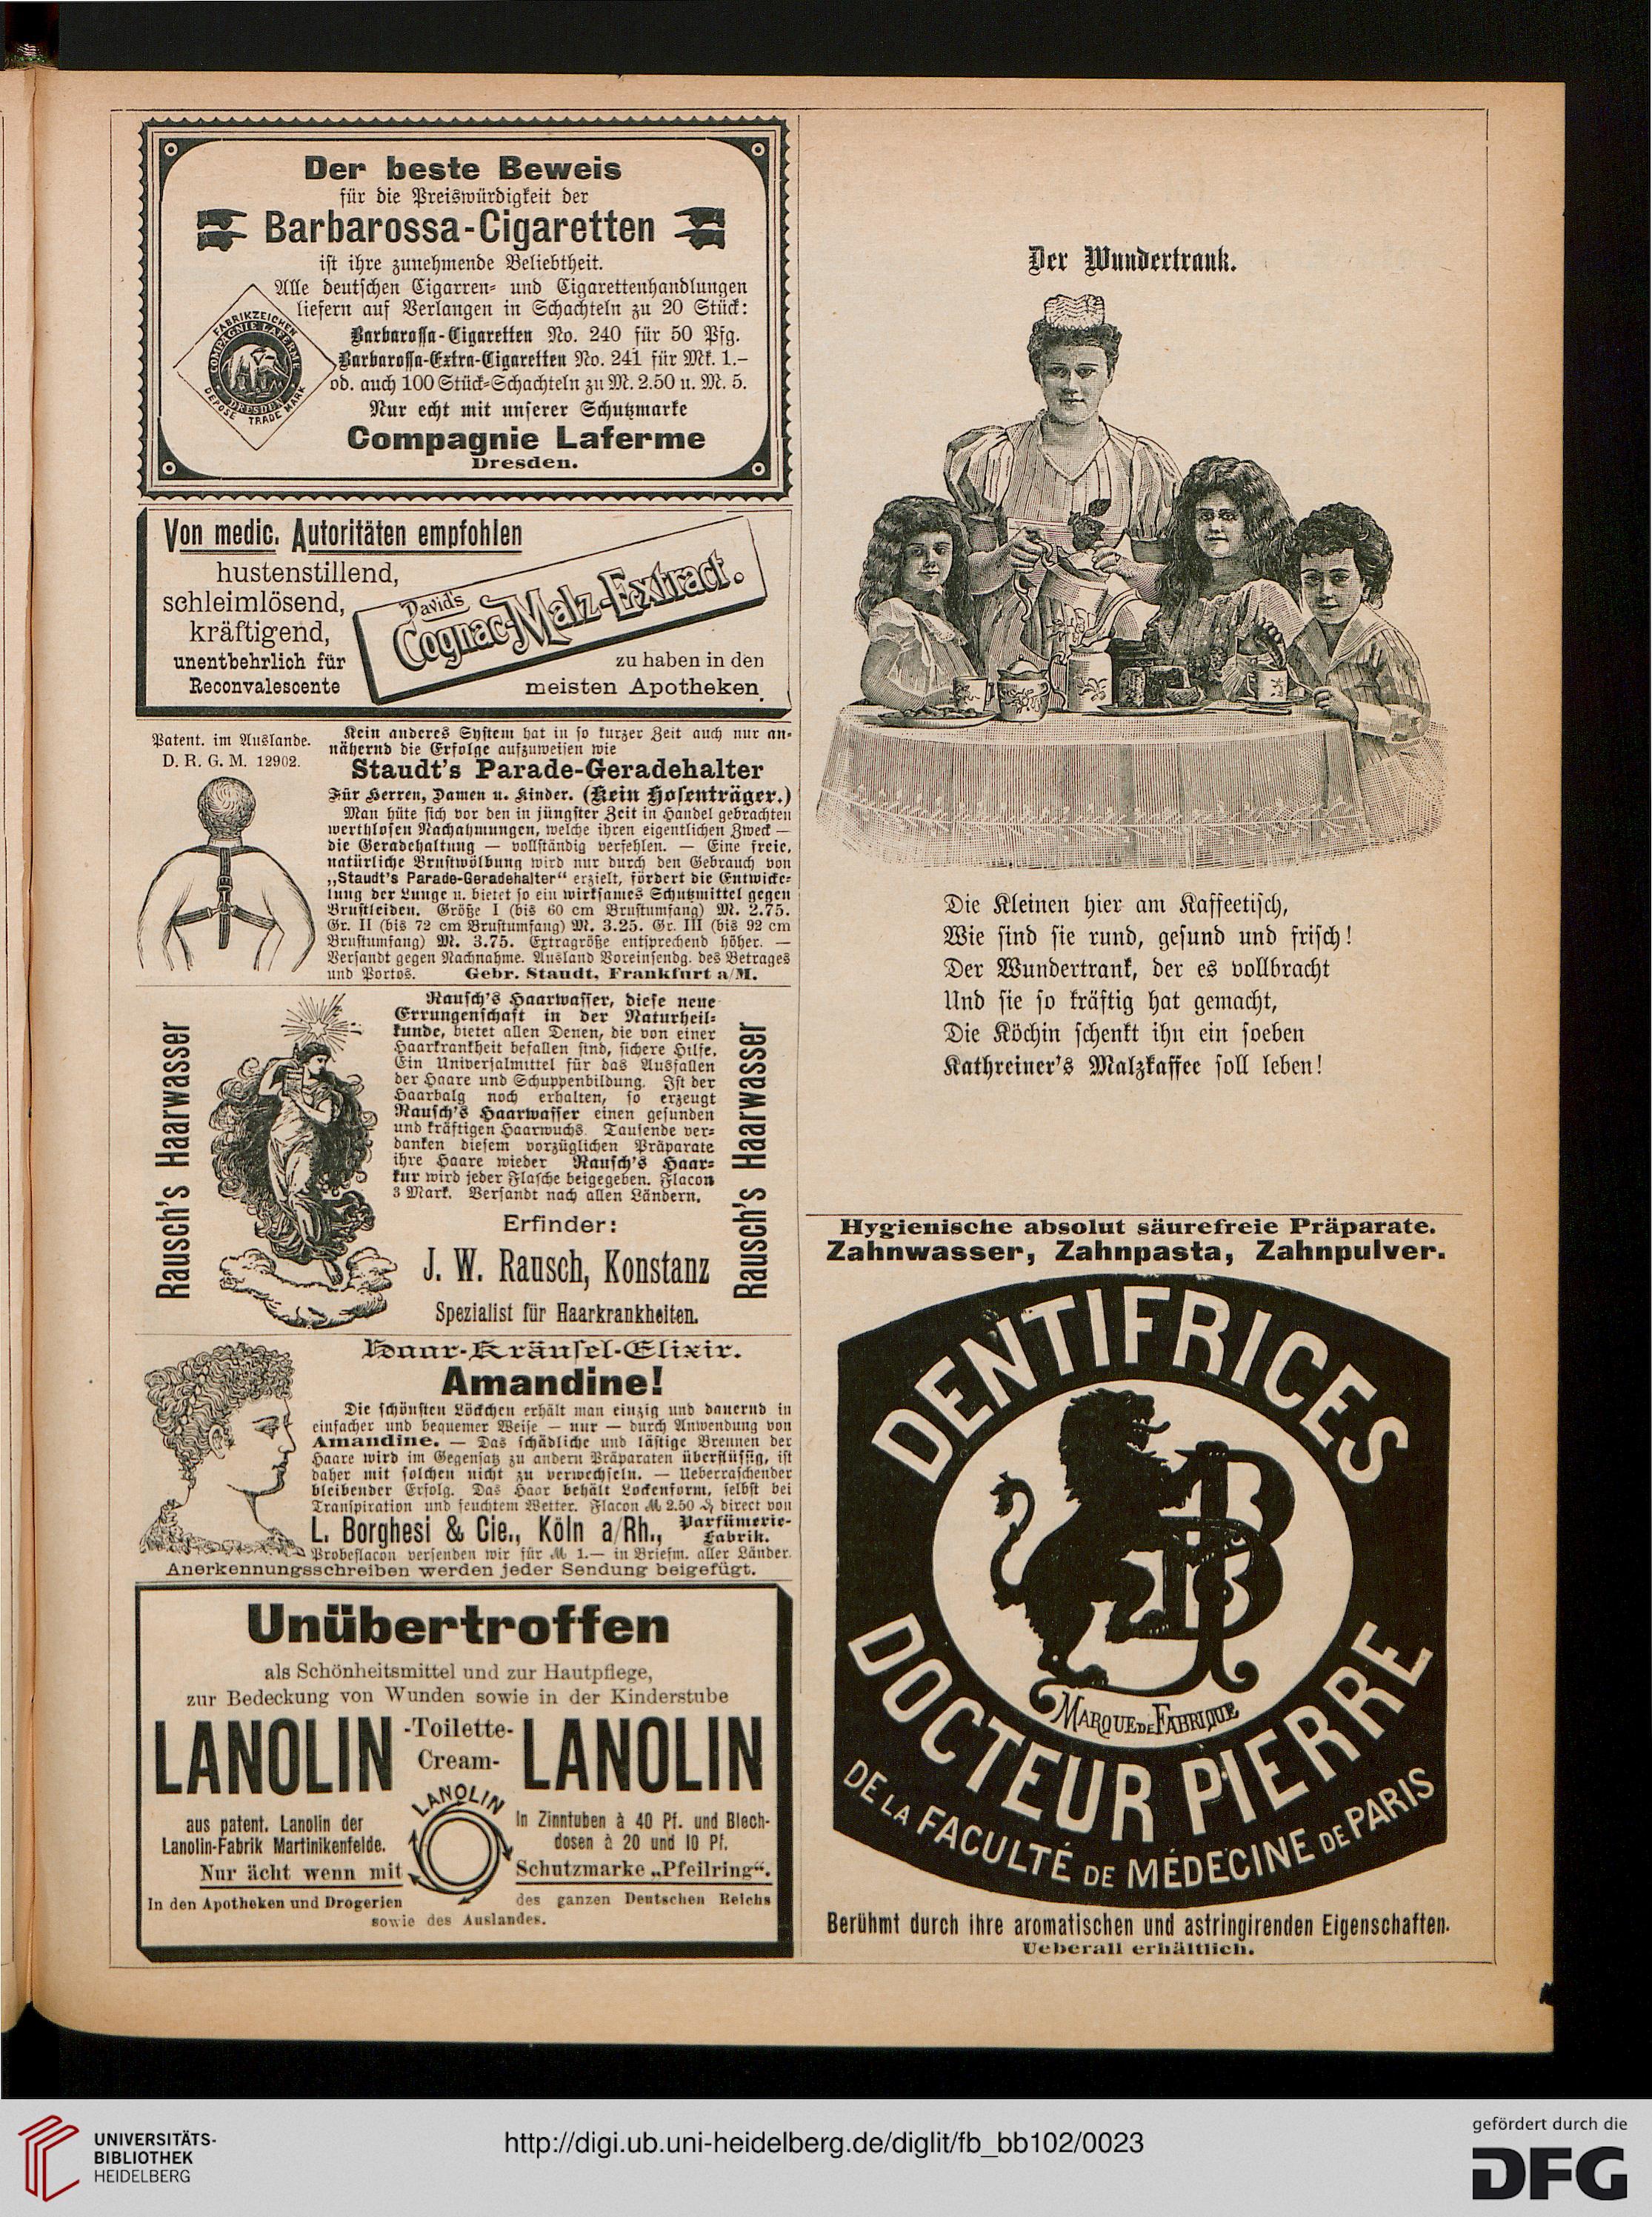 Der beste Beweis
für die Preiswürdigkeit der
Barbarossa-Cigaretten
ist ihre zunehmende Beliebtheit.
Alle deutschen Cigarren- und Cigarettenhandlungen
liefern auf Verlangen in Schachteln zu 20 Stück:
Barbarossa-Cigaretten No. 240 für 50 Pfg.
Barbarossa-Extra-Cigaretten No. 241 für Mk. 1.–
od. auch 100 Stück-Schachteln zu M. 2.50 u. M. 5.
Nur echt mit unserer Schutzmarke
Compagnie Laferme
Dresden.
FABRIKZEICHEN
COMPAGNIE LAFERME
DRESDEN
DEPOSE TRADE MARK
Von medic. Autoritäten empfohlen
hustenstillend,
schleimlösend,
kräftigend,
unentbehrlich für
Reconvalescente
David's
Cognac-Malz-Extract.
zu haben in den
meisten Apotheken.
Patent. im Auslande.
D. R. G. M. 12902.
Kein anderes System hat in so kurzer Zeit auch nur an-
nähernd die Erfolge aufzuweisen wie
Staudt's Parade-Geradehalter
Für Herren, Damen u. Kinder. (Kein Hosenträger.)
Man hüte sich vor den in jüngster Zeit in Handel gebrachten
werthlosen Nachahmungen, welche ihren eigentlichen Zweck —
die Geradehaltung — vollständig verfehlen. — Eine freie,
natürliche Brustwölbung wird nur durch den Gebrauch von
„Staudt's Parade-Geradehalter" erzielt, fördert die Entwicke-
lung der Lunge u. bietet so ein wirksames Schutzmittel gegen
Brustleiden. Größe I (bis 60 cm Brustumfang) M. 2.75.
Gr. II (bis 72 cm Brustumfang) M. 3.25. Gr. III (bis 92 cm
Brustumfang) M. 3.75. Extragröße entsprechend höher. —
Versandt gegen Nachnahme. Ausland Voreinsendg. des Betrages
und Portos. Gebr. Staudt, Frankfurt a/M.
Rausch's Haarwasser
Rausch's Haarwasser, diese neue
Errungenschaft in der Naturheil-
kunde, bietet allen Denen, die von einer
Haarkrankheit befallen sind, sichere Hilfe.
Ein Universalmittel für das Ausfallen
der Haare und Schuppenbildung. Ist der
Haarbalg noch erhalten, so erzeugt
Rausch's Haarwasser einen gesunden
und kräftigen Haarwuchs. Tausende ver-
danken diesem vorzüglichen Präparate
ihre Haare wieder Rausch's Haar-
kur wird jeder Flasche beigegeben. Flacon
3 Mark. Versandt nach allen Ländern.
Erfinder:
J. W. Rausch, Konstanz
Spezialist für Haarkrankheiten.
Rausch's Haarwasser
Haar-Kräusel-Elixir.
Amandine!
Die schönsten Löckchen erhält man einzig und dauernd in
einfacher und bequemer Weise — nur — durch Anwendung von
Amandine. — Das schädliche und lästige Brennen der
Haare wird im Gegensatz zu andern Präparaten überflüssig, ist
daher mit solchen nicht zu verwechseln. — Ueberraschender
bleibender Erfolg. Das Haar behält Lockenform, selbst bei
Transpiration und feuchtem Wetter. Flacon ℳ 2.50 ₰ direct von
L. Borghesi & Cie., Köln a/Rh., Parfümerie-Fabrik.
Probeflacon versenden wir für ℳ 1.— in Briefm. aller Länder.
Anerkennungsschreiben werden jeder Sendung beigefügt.
Unübertroffen
als Schönheitsmittel und zur Hautpflege,
zur Bedeckung von Wunden sowie in der Kinderstube
LANOLIN -Toilette-Cream- LANOLIN
aus patent. Lanolin der
Lanolin-Fabrik Martinikenfelde.
Nur ächt wenn mit
LANOLIN
In Zinntuben à 40 Pf. und Blech-
dosen à 20 und 10 Pf.
Schutzmarke „Pfeilring".
In den Apotheken und Drogerien des ganzen Deutschen Reichs
sowie des Auslandes.
Der Wundertrank.
Die Kleinen hier am Kaffeetisch,
Wie sind sie rund, gesund und frisch!
Der Wundertrank, der es vollbracht
Und sie so kräftig hat gemacht,
Die Köchin schenkt ihn ein soeben
Kathreiner's Malzkaffee soll leben!
Hygienische absolut säurefreie Präparate.
Zahnwasser, Zahnpasta, Zahnpulver.
DENTIFRICES
MARQUE DE FABRIQUE
DOCTEUR PIERRE
DE LA FACULTÉ DE MÉDECINE DE PARIS
Berühmt durch ihre aromatischen und astringirenden Eigenschaften.
Ueberall erhältlich.
UNIVERSITÄTS-
BIBLIOTHEK
HEIDELBERG
http://digi.ub.uni-heidelberg.de/diglit/fb_bb102/0023
gefördert durch die
DFG